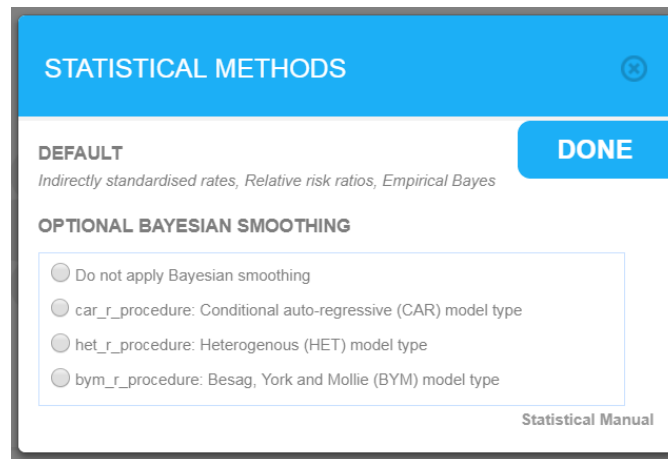 STATISTICAL METHODS
DONE
DEFAULT
Indirectly standardised rates, Relative risk ratios, Empirical Bayes
OPTIONAL BAYESIAN SMOOTHING
Do not apply Bayesian smoothing
car_r_procedure: Conditional auto-regressive (CAR) model type
het_r_procedure: Heterogenous (HET) model type
bym_r_procedure: Besag, York and Mollie (BYM) model type
Statistical Manual